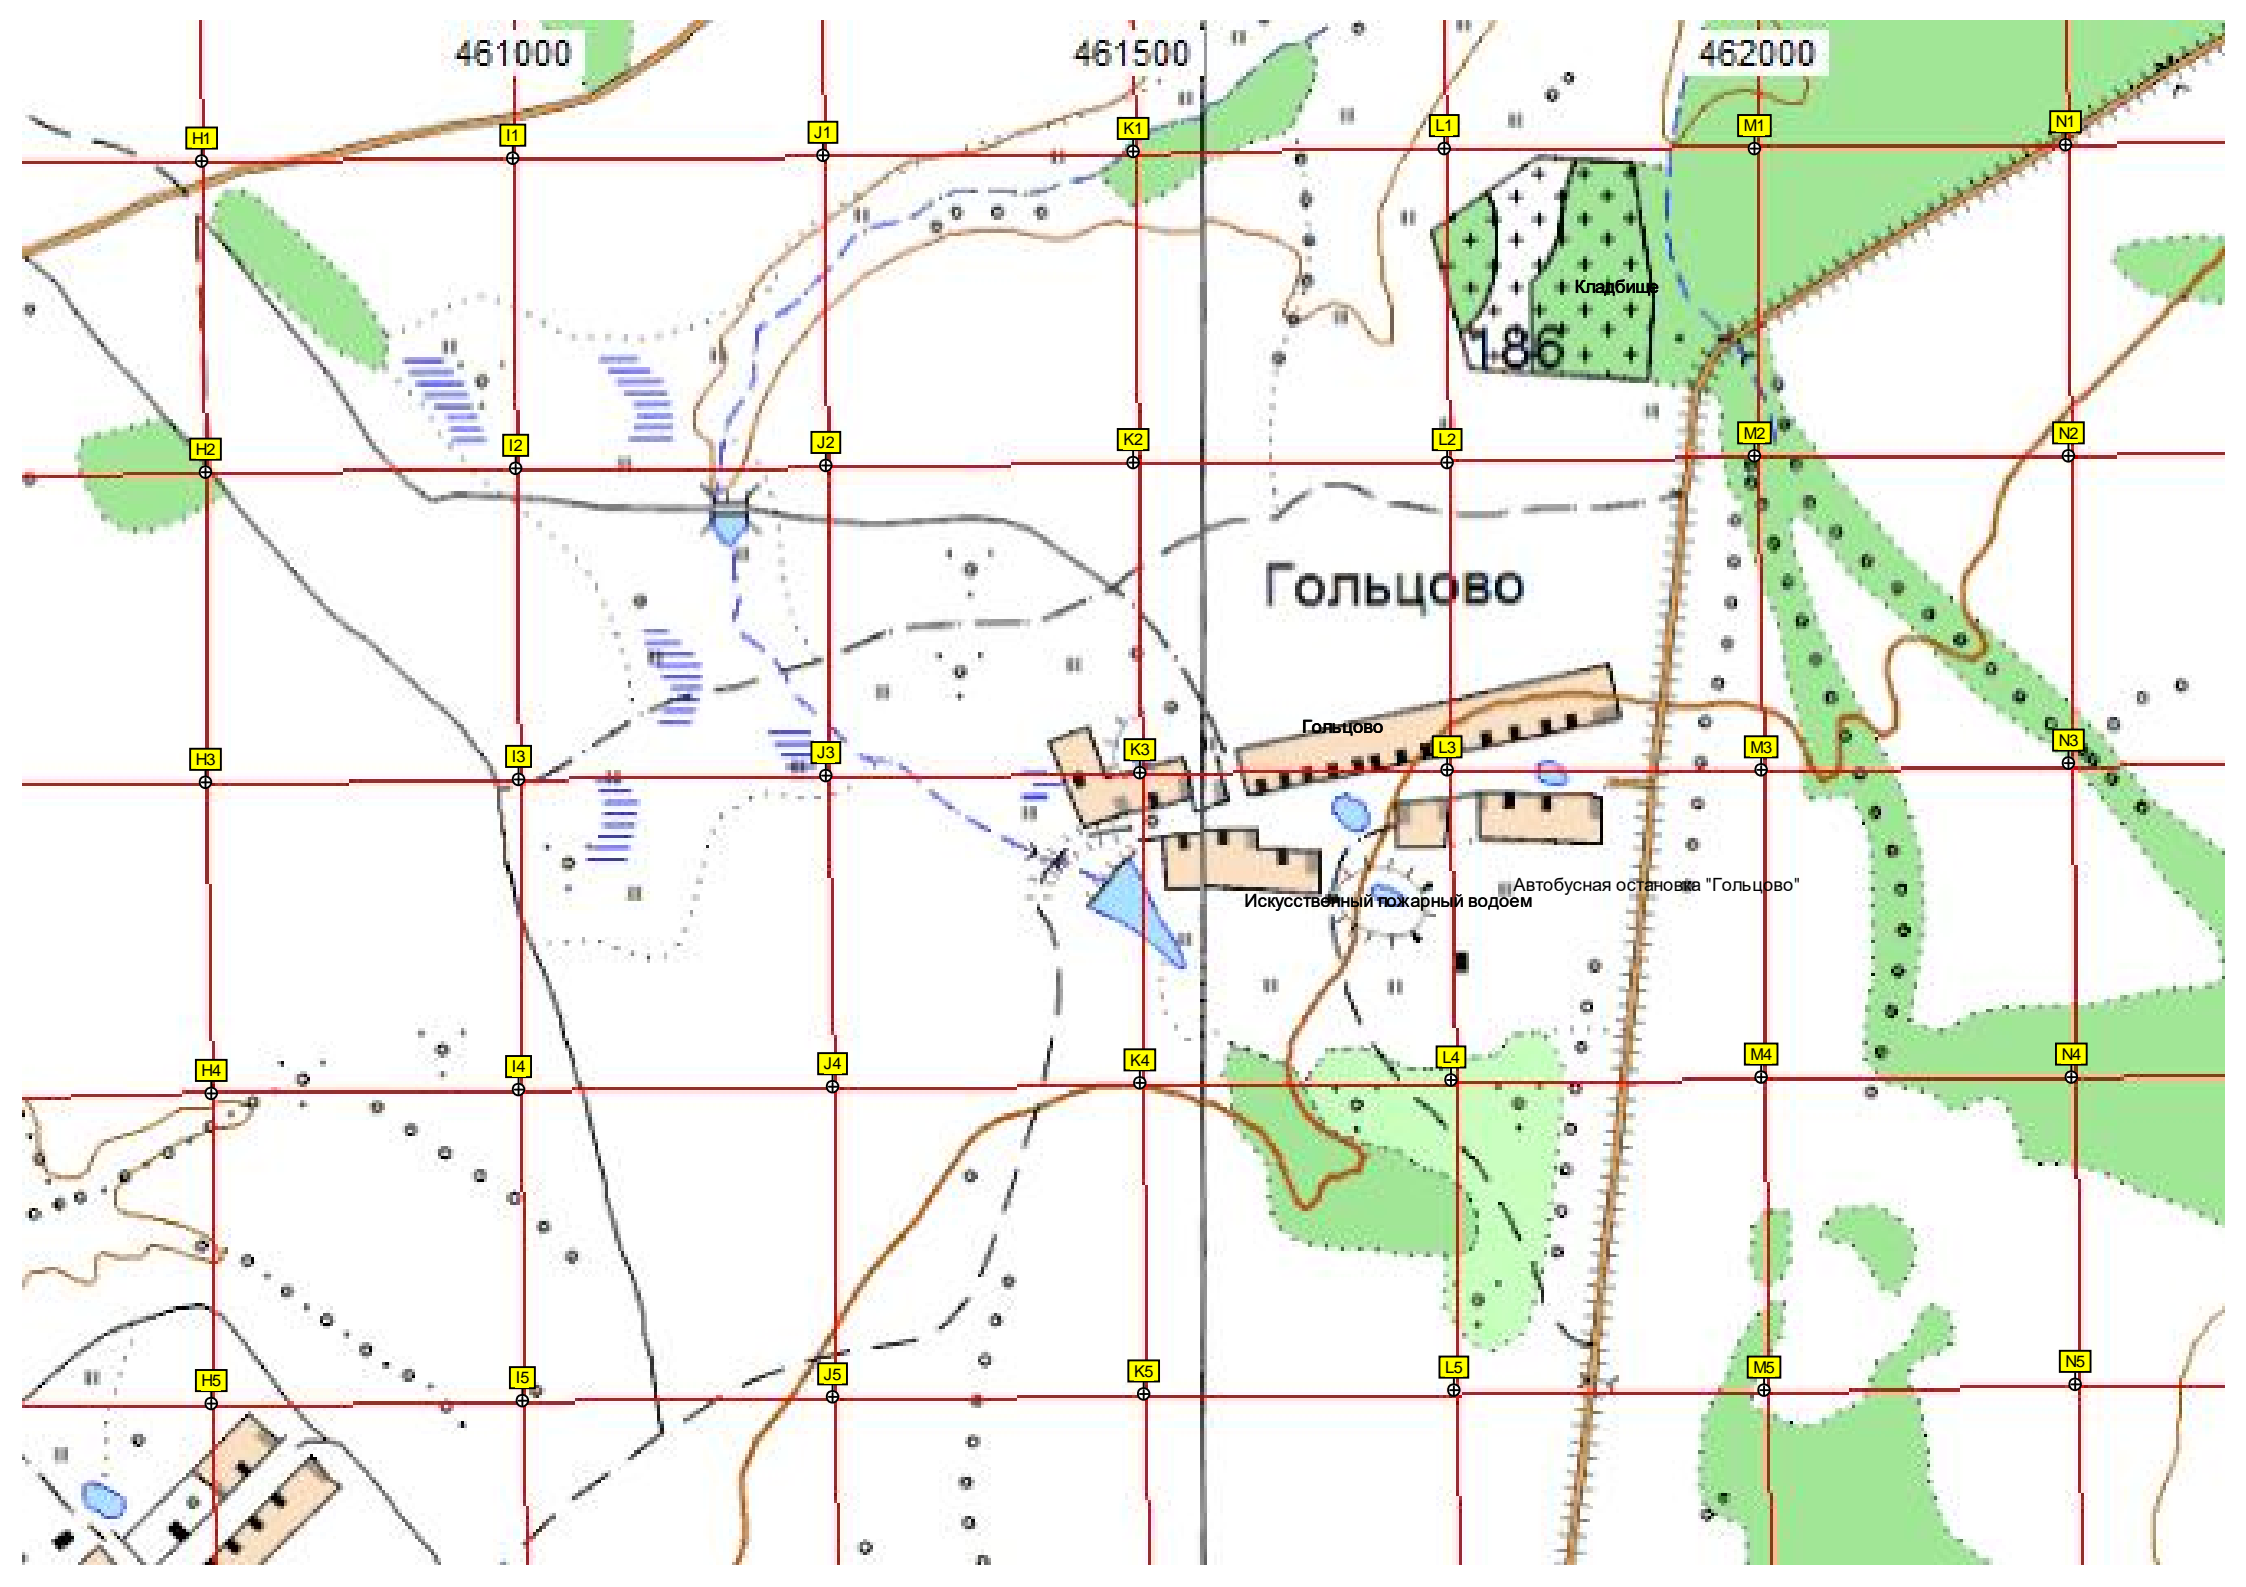 461000 461500 462000
H1 I1 J1 K1 L1 M1 N1
Кладбище
186
H2 I2 J2 K2 L2 M2 N2
Гольцово
Гольцово
H3 I3 J3 K3 L3 M3 N3
Автобусная остановка "Гольцово"
Искусственный пожарный водоем
H4 I4 J4 K4 L4 M4 N4
H5 I5 J5 K5 L5 M5 N5